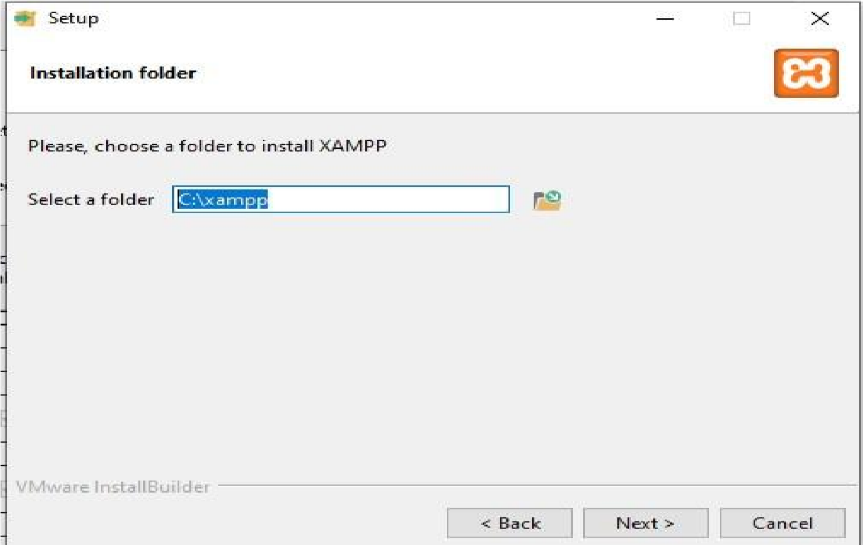 Setup
Installation folder
Please, choose a folder to install XAMPP
Select a folder C:\xampp
VMware InstallBuilder
< Back Next > Cancel